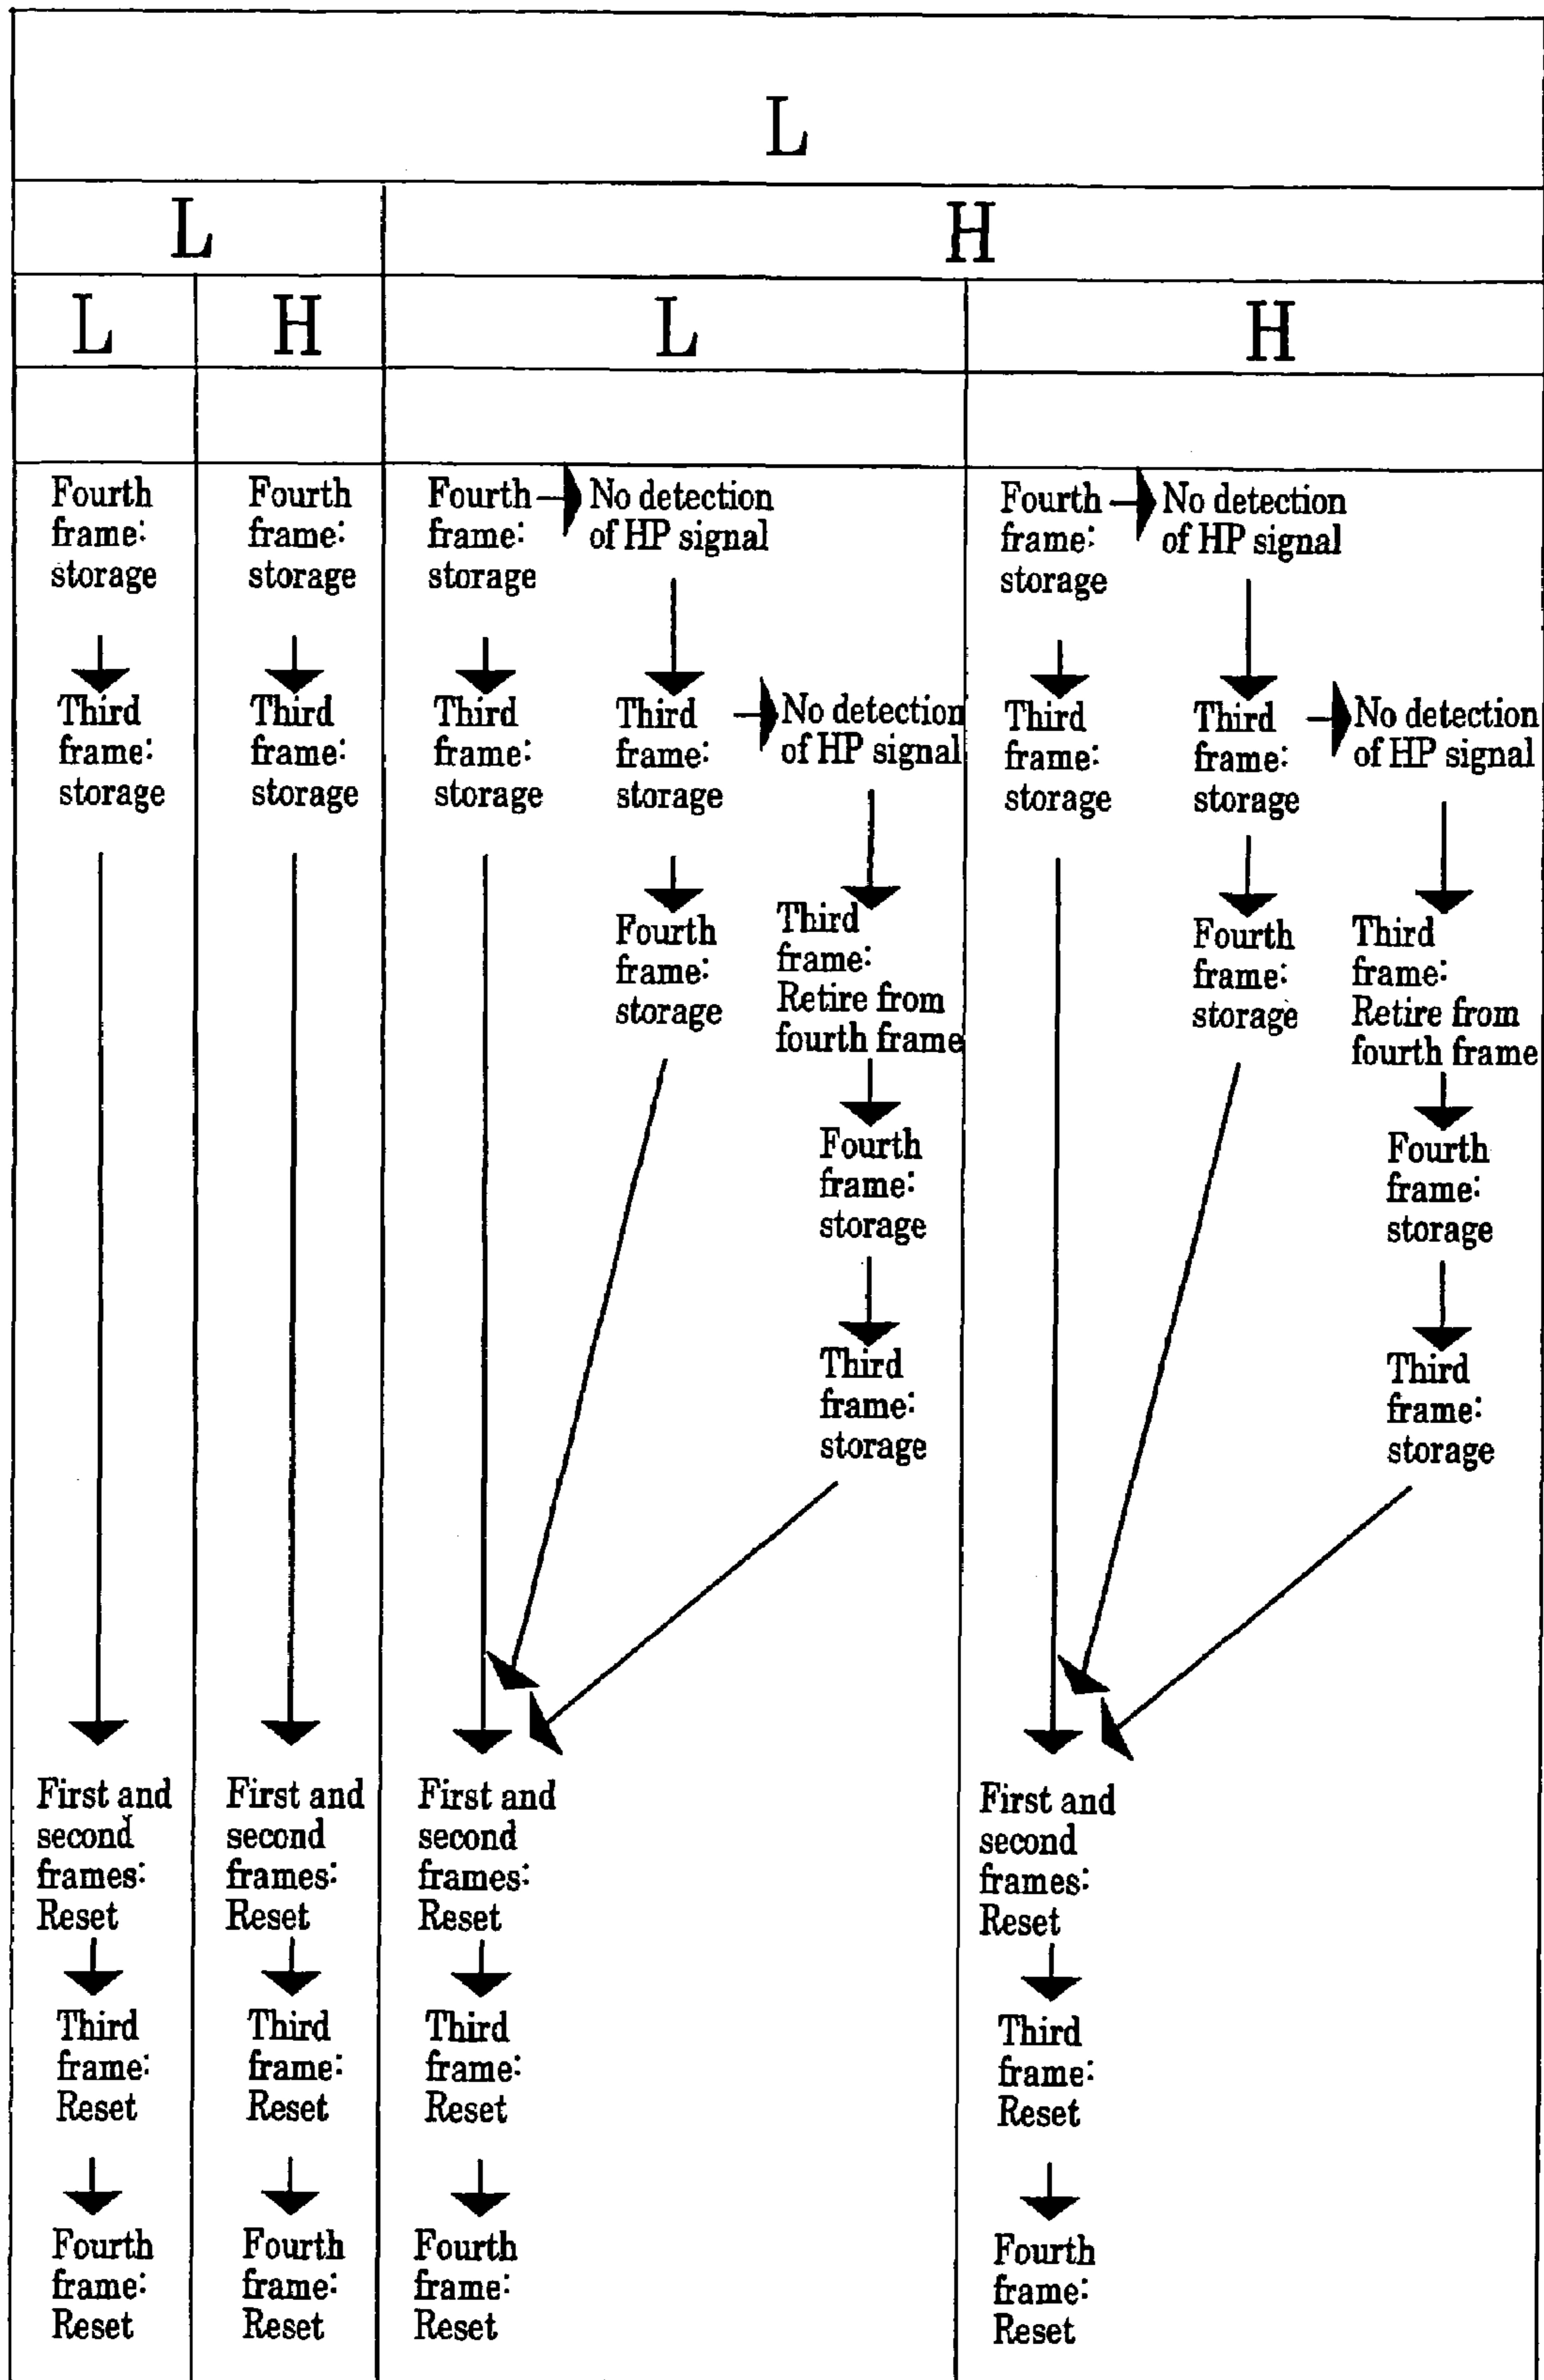 L
L
H
L
H
L
H
Fourth
frame:
storage
Third
frame:
storage
First and
second
frames:
Reset
Third
frame:
Reset
Fourth
frame:
Reset
Fourth
frame:
storage
Third
frame:
storage
First and
second
frames:
Reset
Third
frame:
Reset
Fourth
frame:
Reset
Fourth
frame:
storage
Third
frame:
storage
First and
second
frames:
Reset
Third
frame:
Reset
Fourth
frame:
Reset
No detection
of HP signal
Third
frame:
storage
Fourth
frame:
storage
No detection
of HP signal
Third
frame:
Retire from
fourth frame
Fourth
frame:
storage
Third
frame:
storage
Fourth
frame:
storage
Third
frame:
storage
First and
second
frames:
Reset
Third
frame:
Reset
Fourth
frame:
Reset
No detection
of HP signal
Third
frame:
storage
Fourth
frame:
storage
No detection
of HP signal
Third
frame:
Retire from
fourth frame
Fourth
frame:
storage
Third
frame:
storage